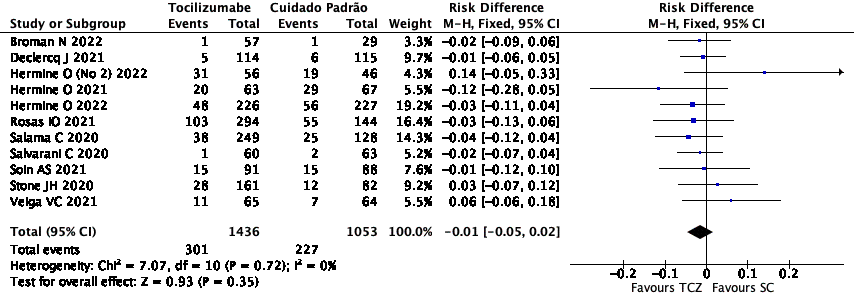 Tocilizumabe Cuidado Padrão Risk Difference Risk Difference
Study or Subgroup Events Total Events Total Weight M-H, Fixed, 95% CI M-H, Fixed, 95% CI
Broman N 2022 1 57 1 29 3.3% −0.02 [−0.09, 0.06]
Declercq J 2021 5 114 6 115 9.7% −0.01 [−0.06, 0.05]
Hermine O (No 2) 2022 31 56 19 46 4.3% 0.14 [−0.05, 0.33]
Hermine O 2021 20 63 29 67 5.5% −0.12 [−0.28, 0.05]
Hermine O 2022 48 226 56 227 19.2% −0.03 [−0.11, 0.04]
Rosas IO 2021 103 294 55 144 16.4% −0.03 [−0.13, 0.06]
Salama C 2020 38 249 25 128 14.3% −0.04 [−0.12, 0.04]
Salvarani C 2020 1 60 2 63 5.2% −0.02 [−0.07, 0.04]
Soin AS 2021 15 91 15 88 7.6% −0.01 [−0.12, 0.10]
Stone JH 2020 28 161 12 82 9.2% 0.03 [−0.07, 0.12]
Veiga VC 2021 11 65 7 64 5.5% 0.06 [−0.06, 0.18]
Total (95% CI) 1436 1053 100.0% −0.01 [−0.05, 0.02]
Total events 301 227
Heterogeneity: Chi² = 7.07, df = 10 (P = 0.72); I² = 0%
Test for overall effect: Z = 0.93 (P = 0.35)
−0.2 −0.1 0 0.1 0.2
Favours TCZ Favours SC